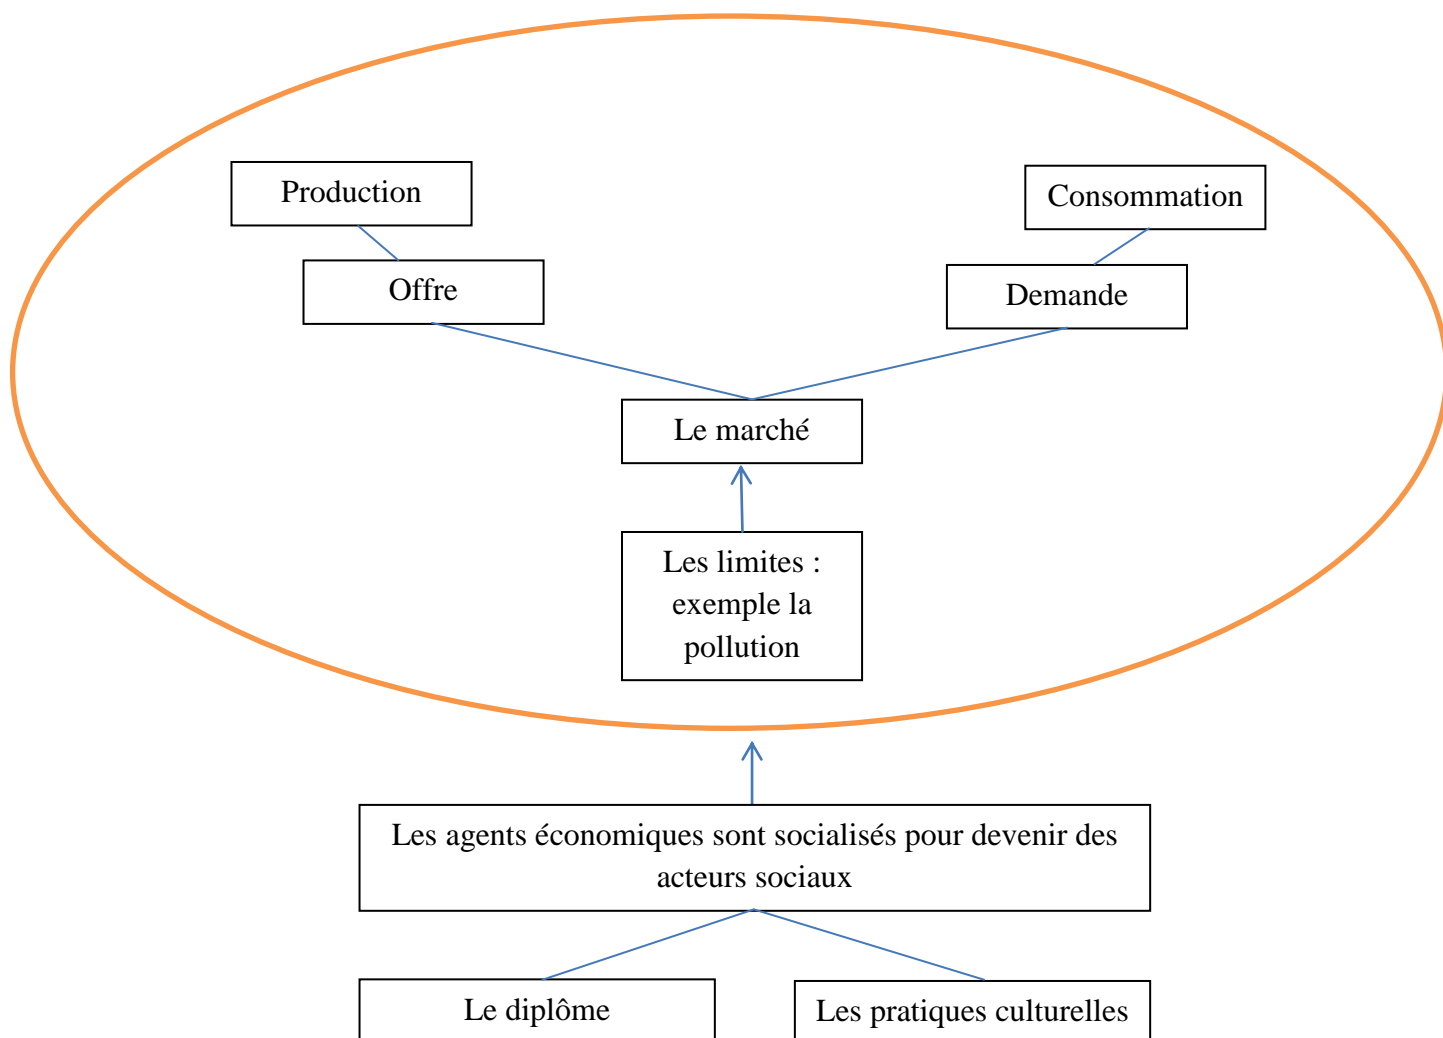 Production
Consommation
Offre
Demande
Le marché
Les limites :
exemple la
pollution
Les agents économiques sont socialisés pour devenir des
acteurs sociaux
Le diplôme
Les pratiques culturelles